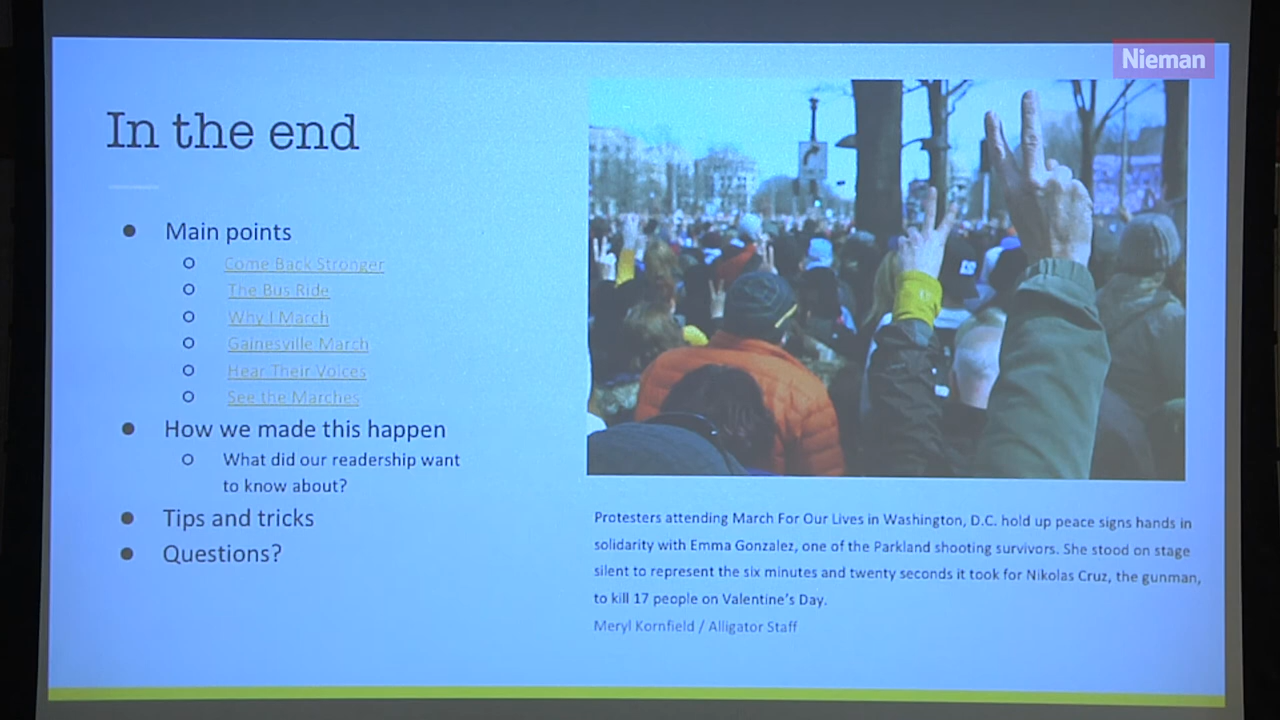 Nieman
In the end
Main points
Come Back Stronger
The Bus Ride
Why I March
Gainesville March
Hear Their Voices
See the Marches
How we made this happen
What did our readership want
to know about?
Tips and tricks
Questions?
Protesters attending March For Our Lives in Washington, D.C. hold up peace signs hands in
solidarity with Emma Gonzalez, one of the Parkland shooting survivors. She stood on stage
silent to represent the six minutes and twenty seconds it took for Nikolas Cruz, the gunman,
to kill 17 people on Valentine's Day.
Meryl Kornfield / Alligator Staff